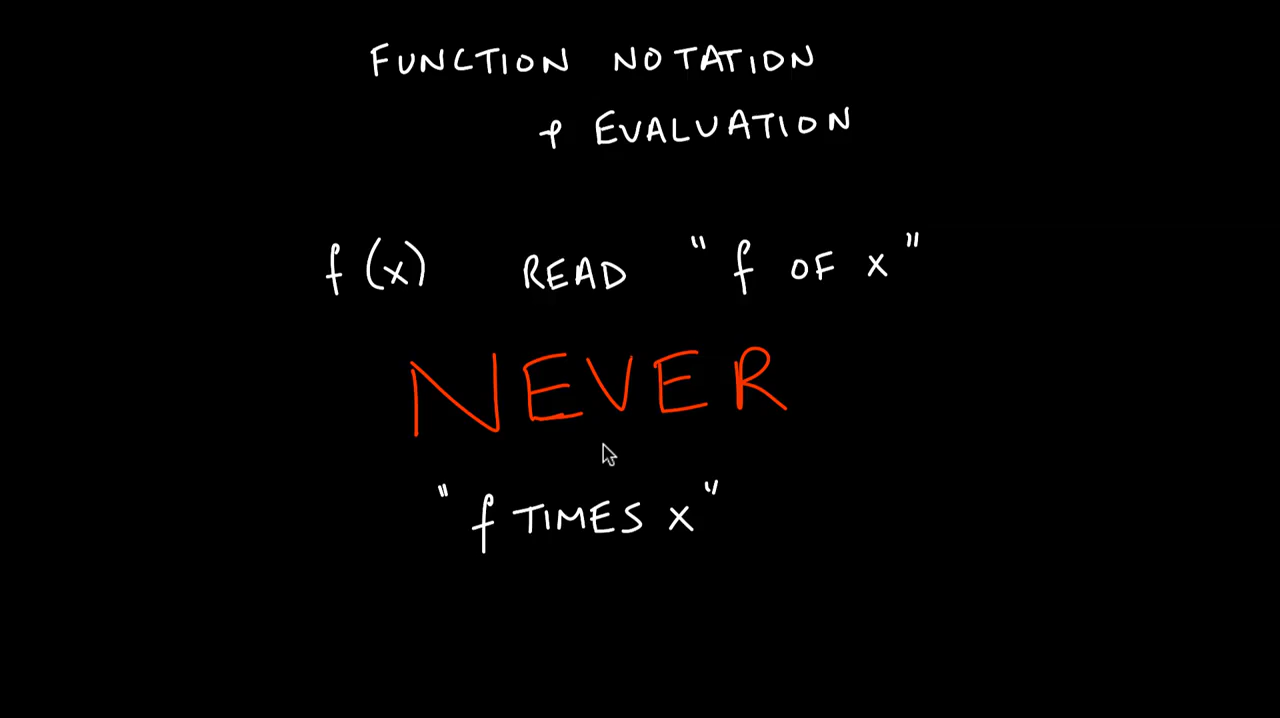 FUNCTION NOTATION
+ EVALUATION
f(x) READ "f OF x"
NEVER
"f TIMES x"